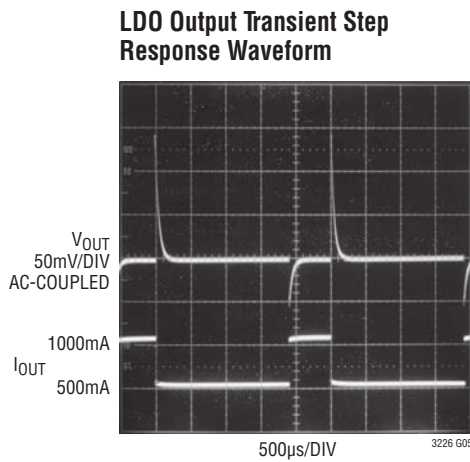 LDO Output Transient Step
Response Waveform
VOUT
50mV/DIV
AC-COUPLED
1000mA
IOUT
500mA
500µs/DIV
3226 G05